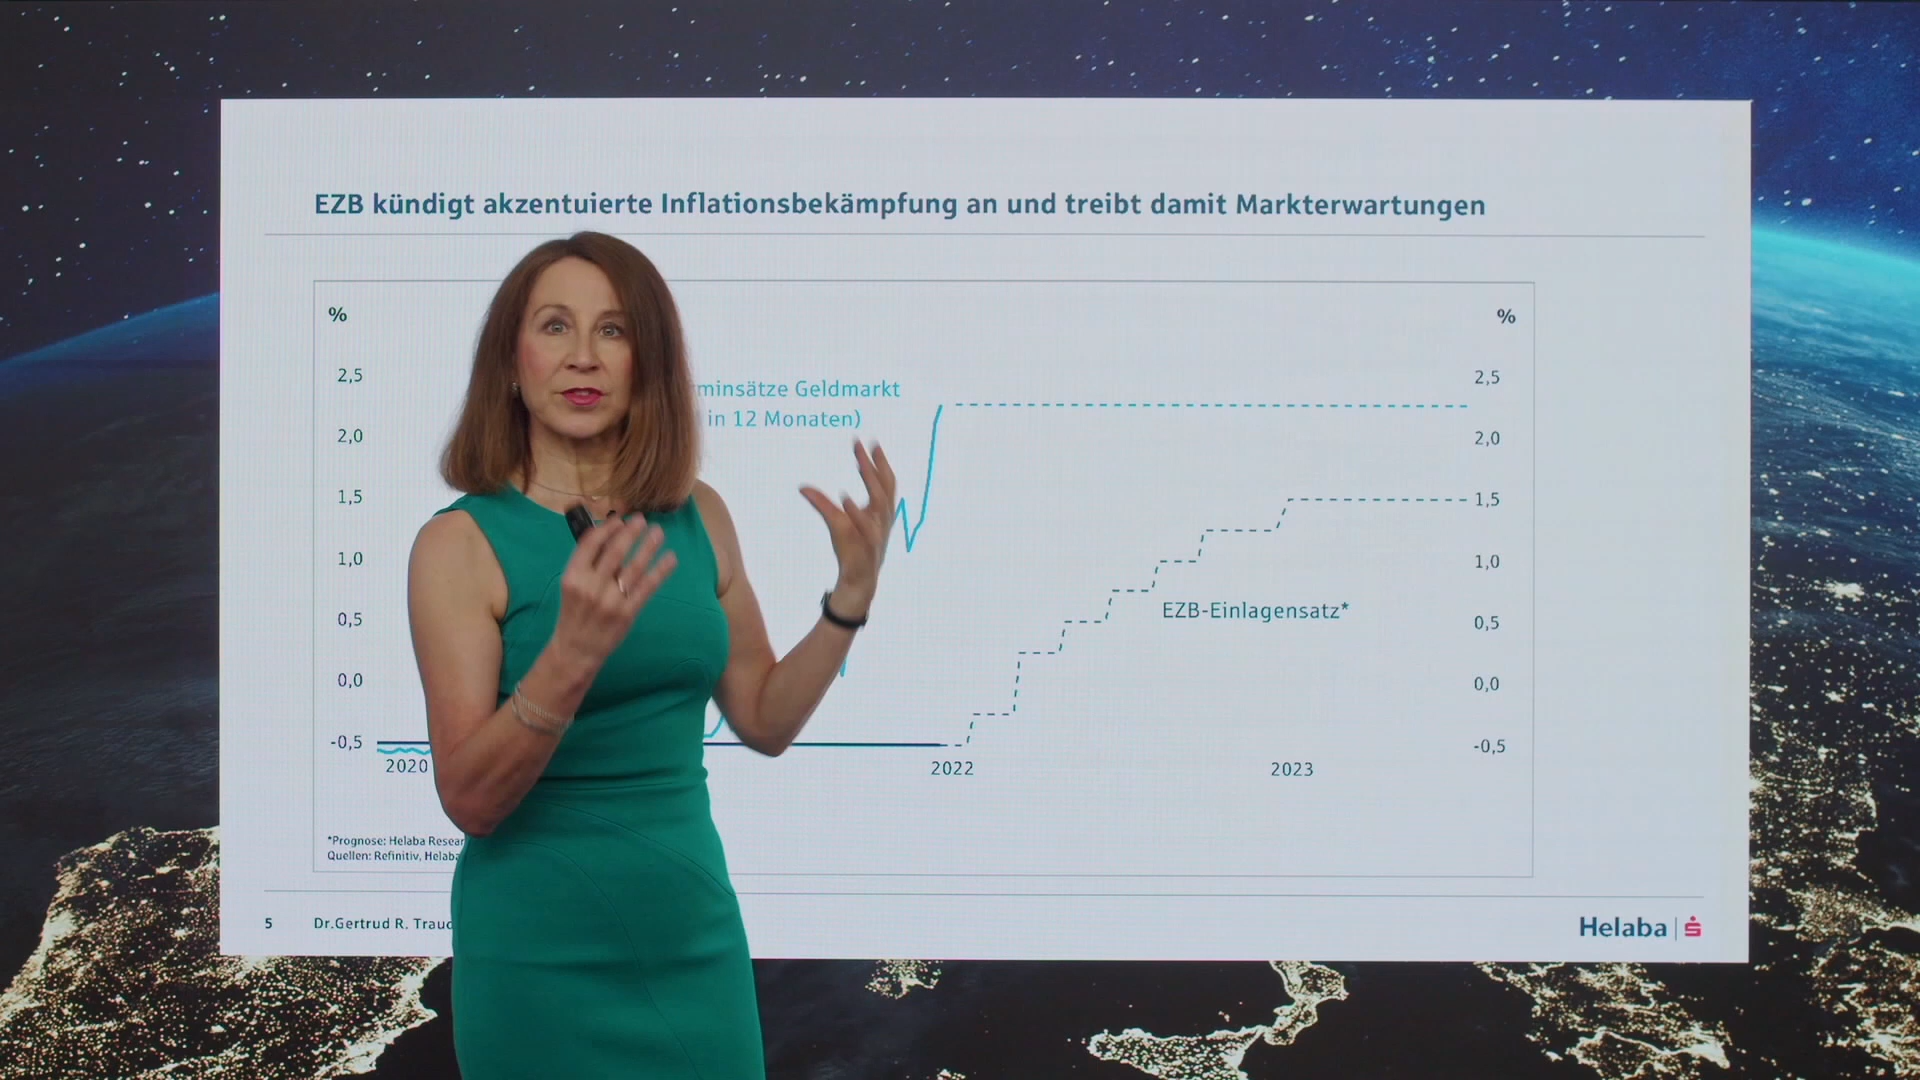 EZB kündigt akzentuierte Inflationsbekämpfung an und treibt damit Markterwartungen
% %
minsätze Geldmarkt
in 12 Monaten)
2,5 2,5
2,0 2,0
1,5 1,5
1,0 1,0
EZB-Einlagensatz*
0,5 0,5
0,0 0,0
-0,5 -0,5
2020 2022 2023
*Prognose: Helaba Resear
Quellen: Refinitiv, Helaba
5 Dr.Gertrud R. Trau Helaba